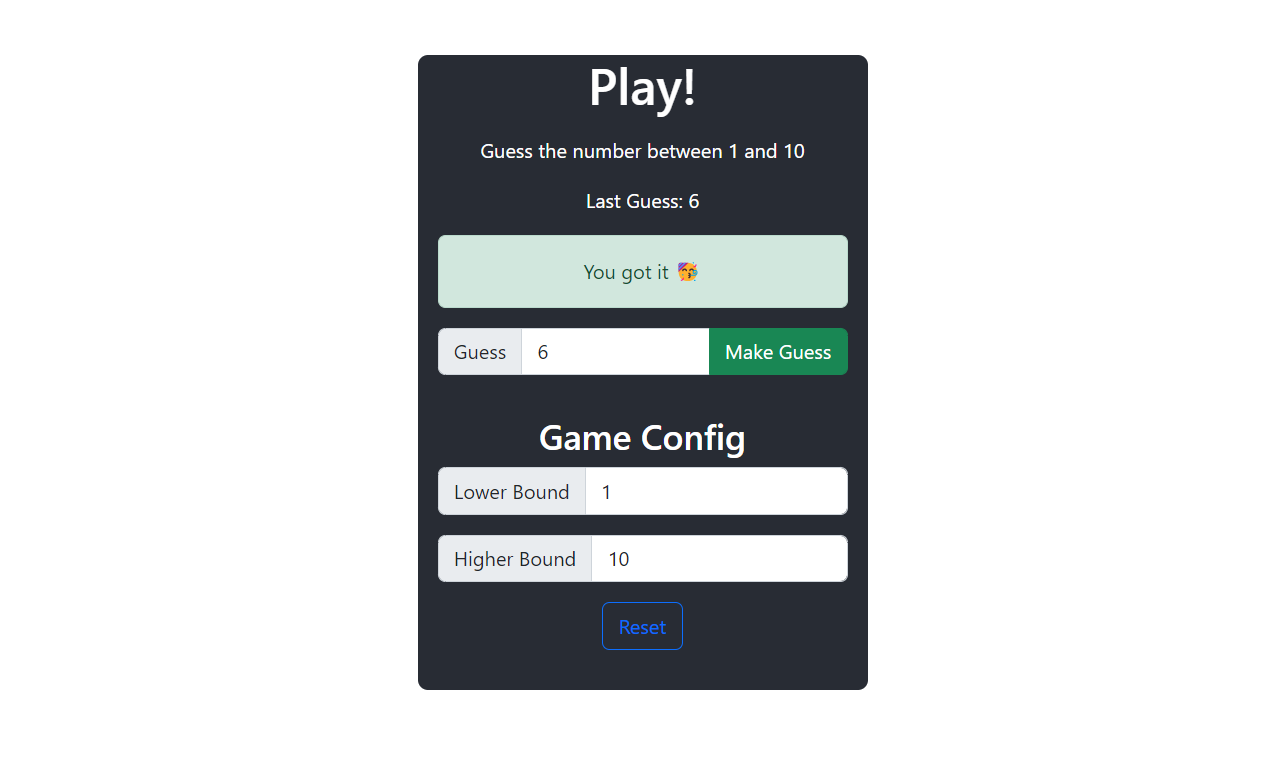 Play!
Guess the number between 1 and 10
Last Guess: 6
You got it 🥳
Guess 6 Make Guess
Game Config
Lower Bound 1
Higher Bound 10
Reset